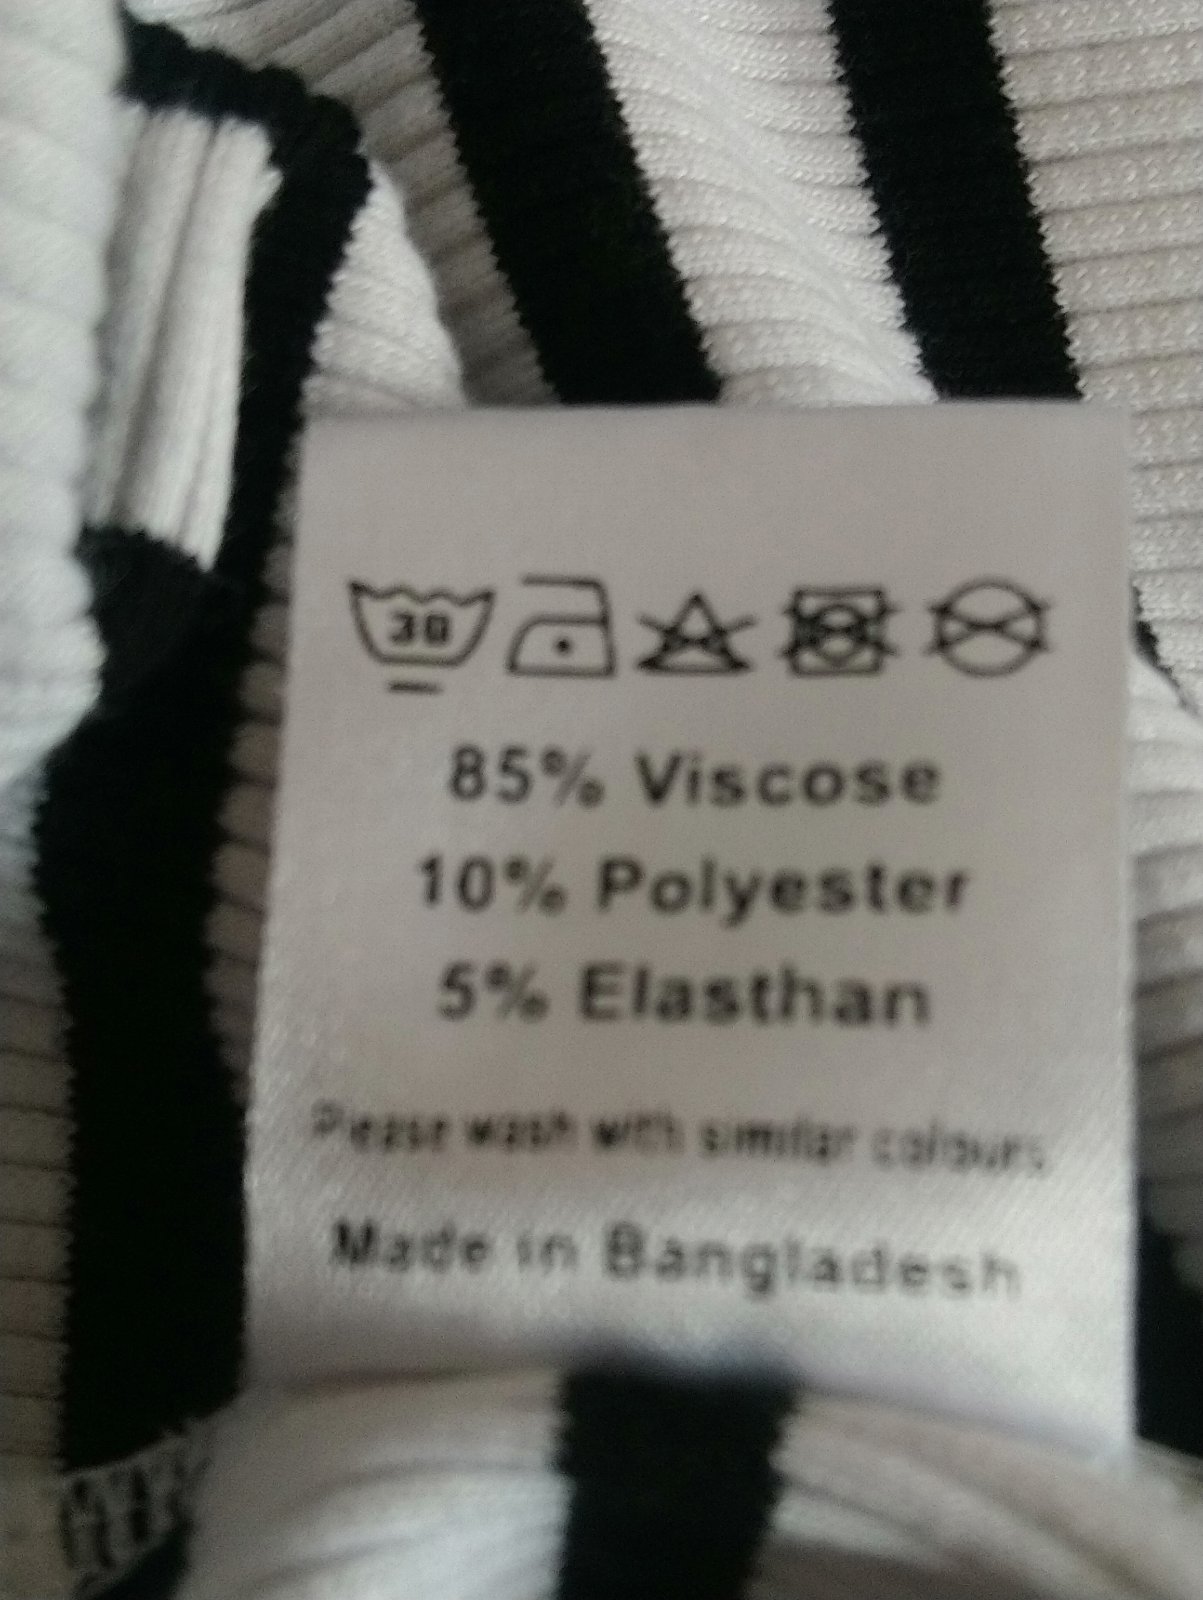 30
85% Viscose
10% Polyester
5% Elasthan
Please wash with similar colours
Made in Bangladesh